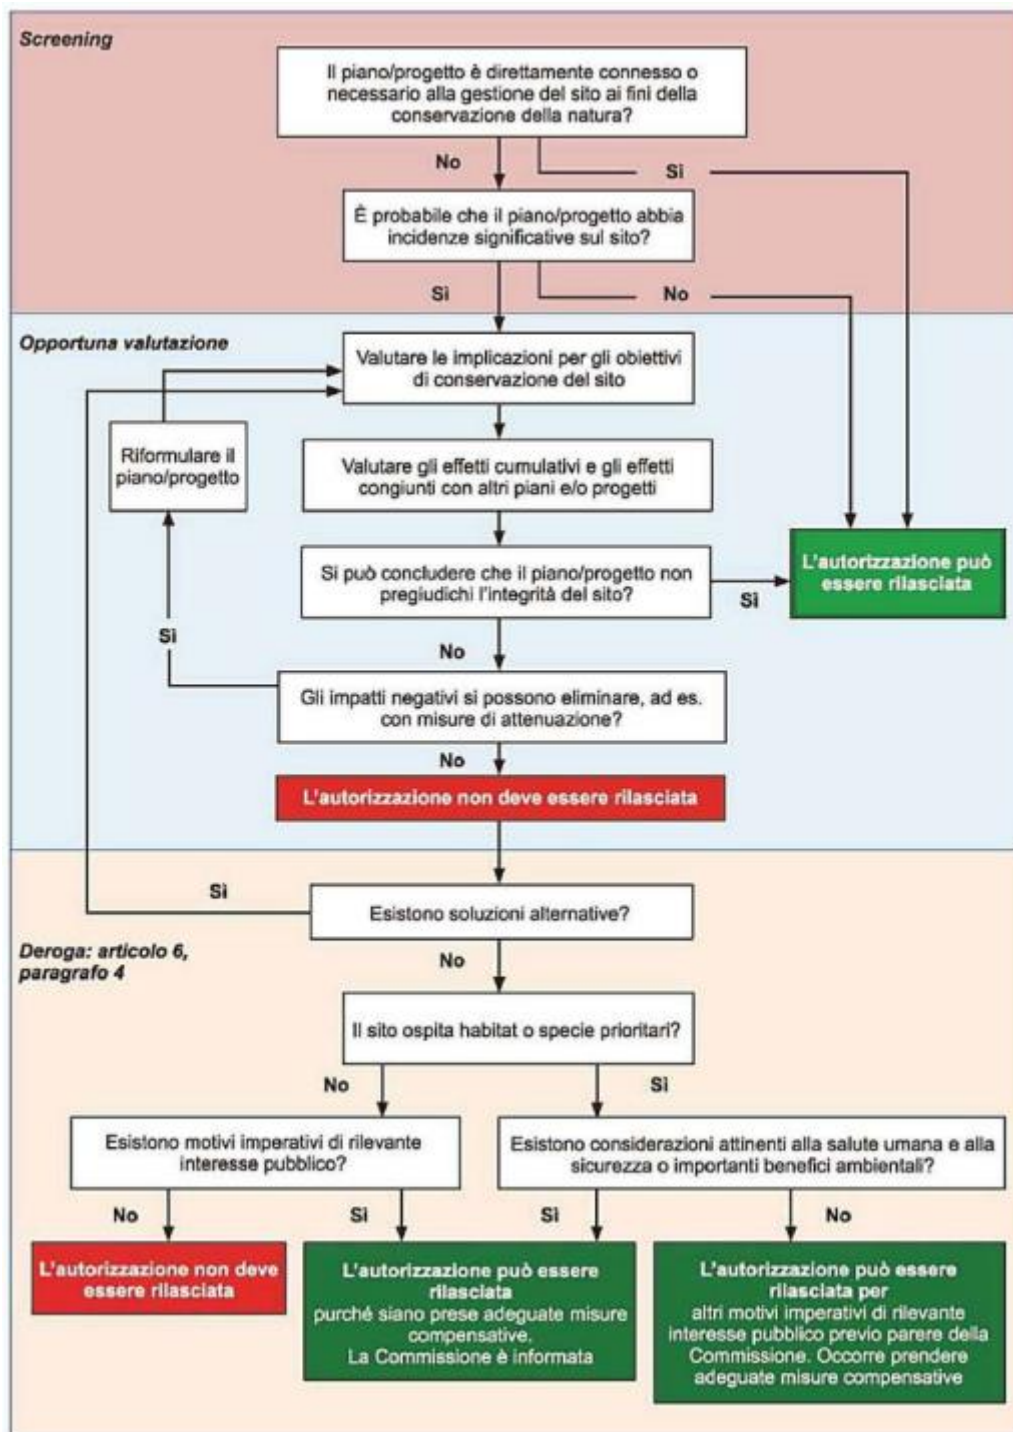 Screening
Il piano/progetto è direttamente connesso o
necessario alla gestione del sito ai fini della
conservazione della natura?
No
Sì
È probabile che il piano/progetto abbia
incidenze significative sul sito?
Sì
No
Opportuna valutazione
Valutare le implicazioni per gli obiettivi
di conservazione del sito
Riformulare il
piano/progetto
Valutare gli effetti cumulativi e gli effetti
congiunti con altri piani e/o progetti
L'autorizzazione può
essere rilasciata
Si può concludere che il piano/progetto non
pregiudichi l'integrità del sito?
Sì
Sì
No
Gli impatti negativi si possono eliminare, ad es.
con misure di attenuazione?
No
L'autorizzazione non deve essere rilasciata
Sì
Esistono soluzioni alternative?
Deroga: articolo 6,
paragrafo 4
No
Il sito ospita habitat o specie prioritari?
No
Sì
Esistono motivi imperativi di rilevante
interesse pubblico?
Esistono considerazioni attinenti alla salute umana e alla
sicurezza o importanti benefici ambientali?
No
Sì
Sì
No
L'autorizzazione non deve
essere rilasciata
L'autorizzazione può essere
rilasciata
purché siano prese adeguate misure
compensative.
La Commissione è informata
L'autorizzazione può essere
rilasciata per
altri motivi imperativi di rilevante
interesse pubblico previo parere della
Commissione. Occorre prendere
adeguate misure compensative